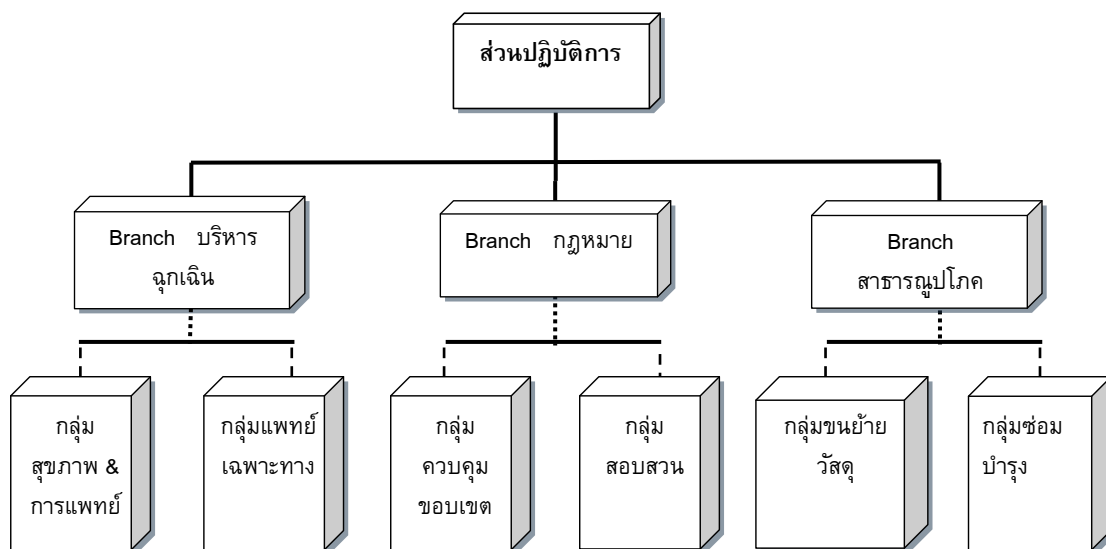 ส่วนปฏิบัติการ
Branch บริหาร
ฉุกเฉิน
Branch กฎหมาย
Branch
สาธารณูปโภค
กลุ่ม
สุขภาพ &
การแพทย์
กลุ่มแพทย์
เฉพาะทาง
กลุ่ม
ควบคุม
ขอบเขต
กลุ่ม
สอบสวน
กลุ่มขนย้าย
วัสดุ
กลุ่มซ่อม
บำรุง